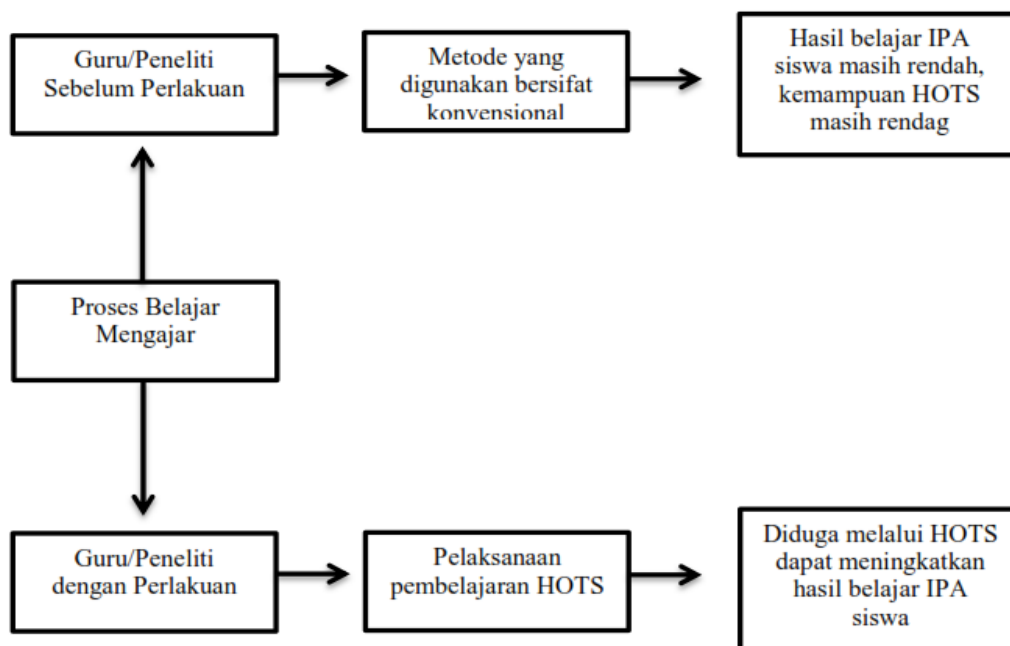 Guru/Peneliti
Sebelum Perlakuan
Metode yang
digunakan bersifat
konvensional
Hasil belajar IPA
siswa masih rendah,
kemampuan HOTS
masih rendag
Proses Belajar
Mengajar
Guru/Peneliti
dengan Perlakuan
Pelaksanaan
pembelajaran HOTS
Diduga melalui HOTS
dapat meningkatkan
hasil belajar IPA
siswa